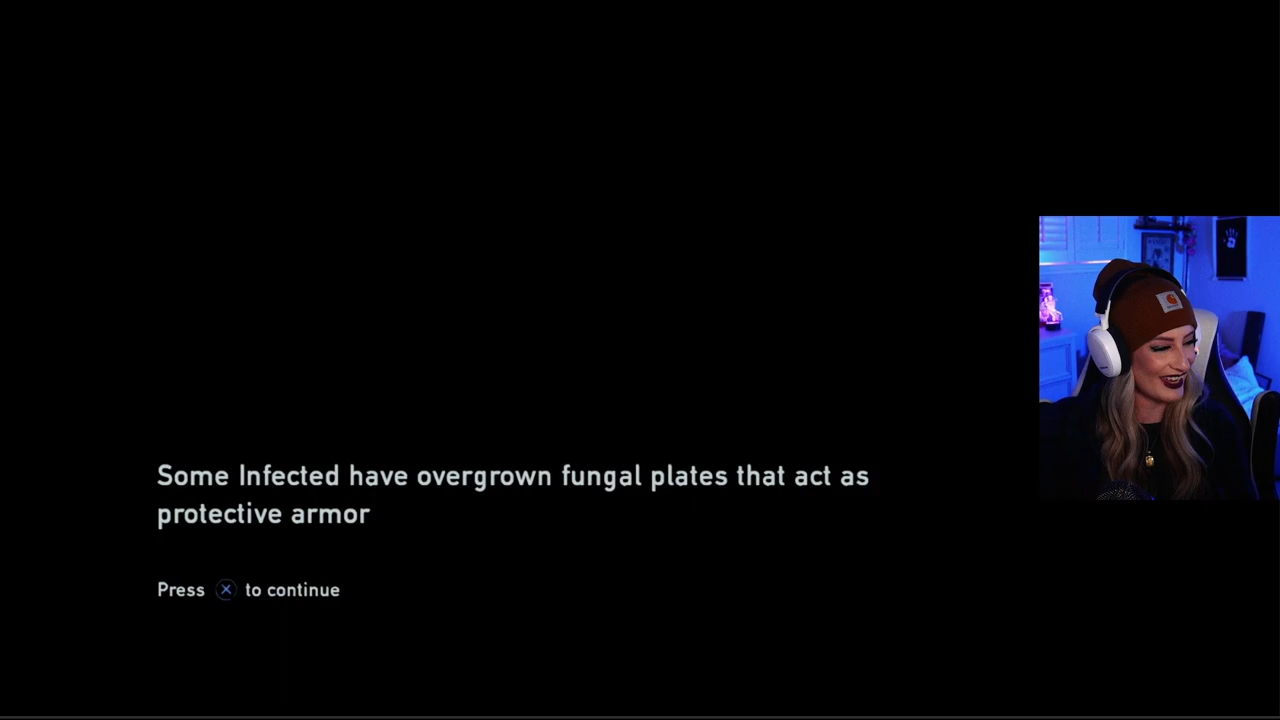 Some Infected have overgrown fungal plates that act as
protective armor
Press ⓧ to continue